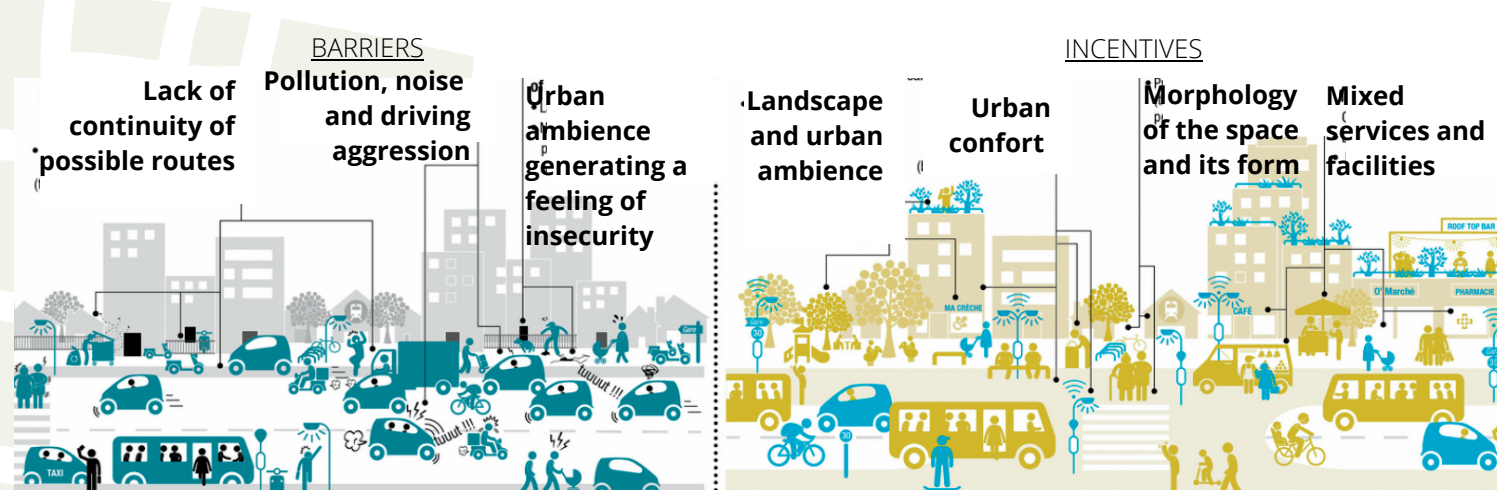 BARRIERS
Lack of
continuity of
possible routes
Pollution, noise
and driving
aggression
Urban
ambience
generating a
feeling of
insecurity
Gare
tuuuut !!!
tuuut !!!
TAXI
INCENTIVES
Landscape
and urban
ambience
Urban
confort
Morphology
of the space
and its form
Mixed
services and
facilities
ROOF TOP BAR
O' Marché
PHARMACIE
MA CRÈCHE
CAFÉ
Gare
30
30